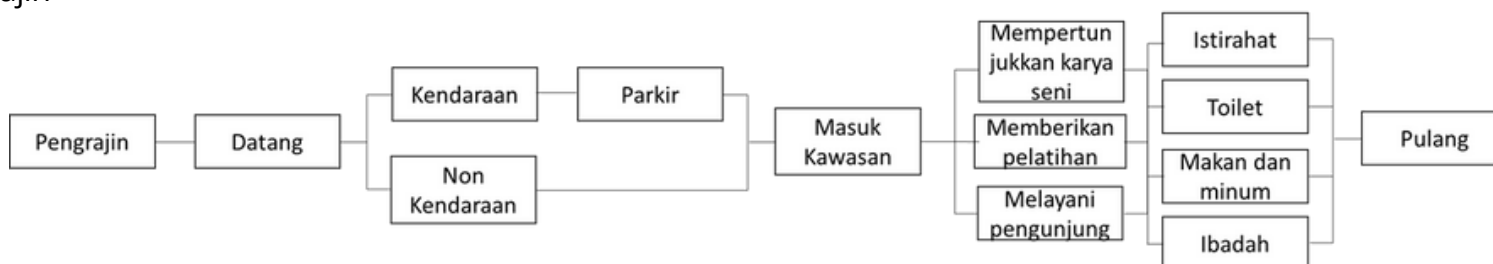 Pengrajin
Datang
Kendaraan
Parkir
Non
Kendaraan
Masuk
Kawasan
Mempertun
jukkan karya
seni
Memberikan
pelatihan
Melayani
pengunjung
Istirahat
Toilet
Makan dan
minum
Ibadah
Pulang